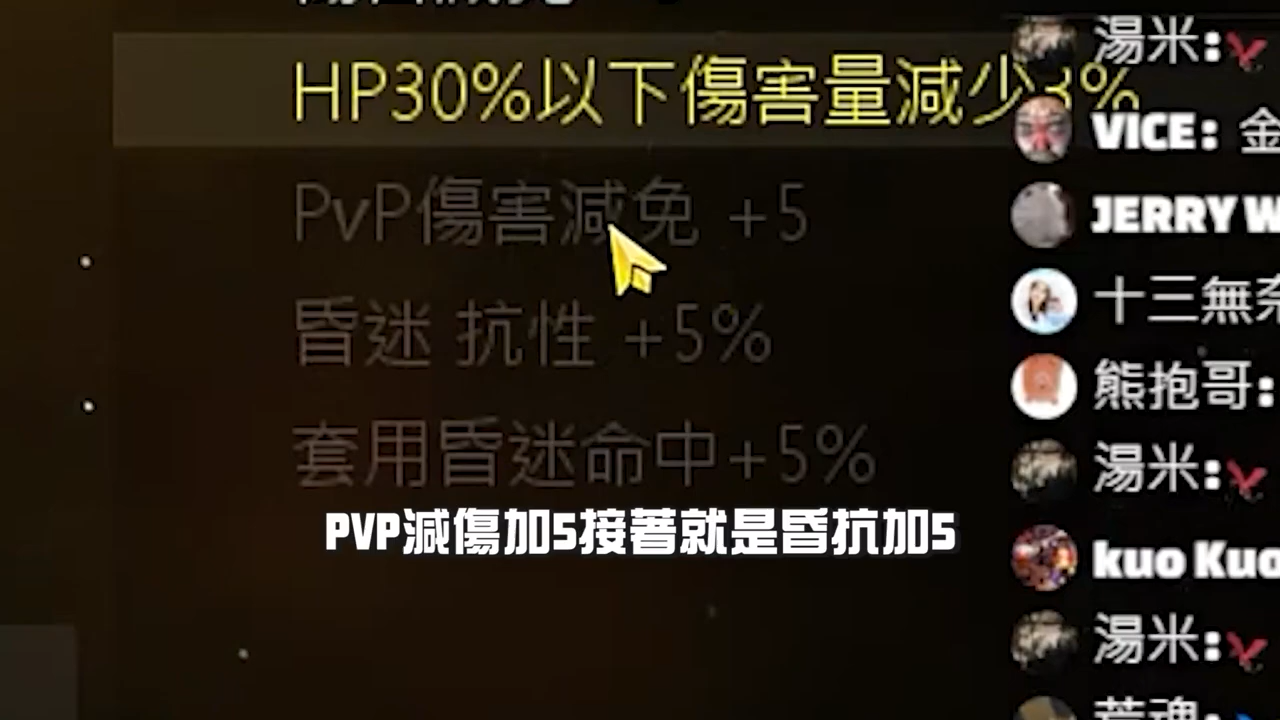 HP30%以下傷害量減少3%
PvP傷害減免 +5
昏迷 抗性 +5%
套用昏迷命中+5%
PVP減傷加5接著就是昏抗加5
湯米:
VICE: 金
JERRY W
十三無奈
熊抱哥:
湯米:
kuo Kuo
湯米: